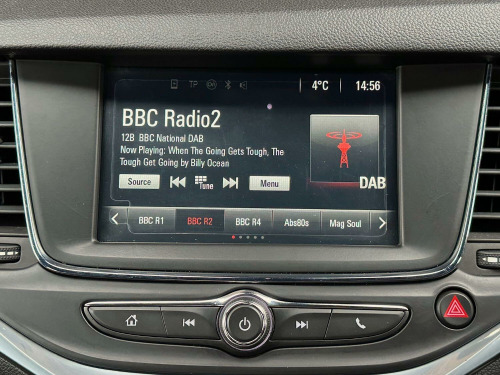 TP
4°C 14:56
BBC Radio2
12B BBC National DAB
Now Playing: When The Going Gets Tough, The
Tough Get Going by Billy Ocean
Source Tune Menu
DAB
BBC R1 BBC R2 BBC R4 Abs80s Mag Soul